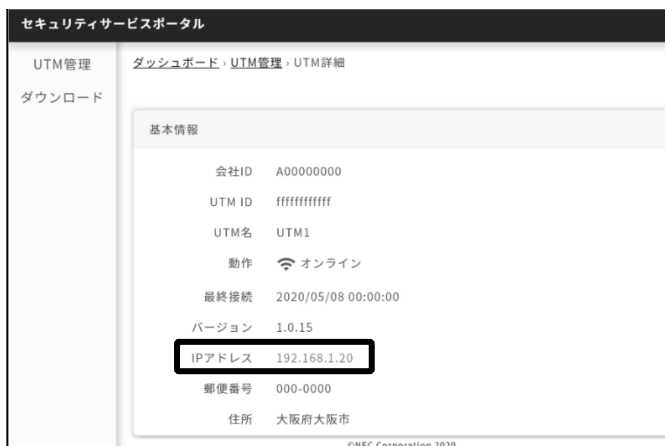 セキュリティサービスポータル
UTM管理
ダウンロード
ダッシュボード › UTM管理 › UTM詳細
基本情報
会社ID A00000000
UTM ID ffffffffffff
UTM名 UTM1
動作 オンライン
最終接続 2020/05/08 00:00:00
バージョン 1.0.15
IPアドレス 192.168.1.20
郵便番号 000-0000
住所 大阪府大阪市
©NEC Corporation 2020